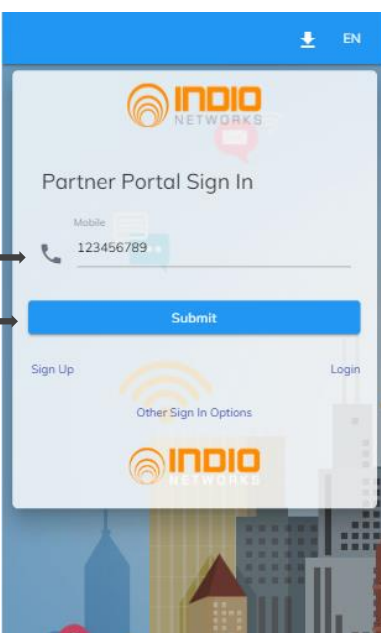 EN
INDIO
NETWORKS
Partner Portal Sign In
Mobile
123456789
Submit
Sign Up
Login
Other Sign In Options
INDIO
NETWORKS